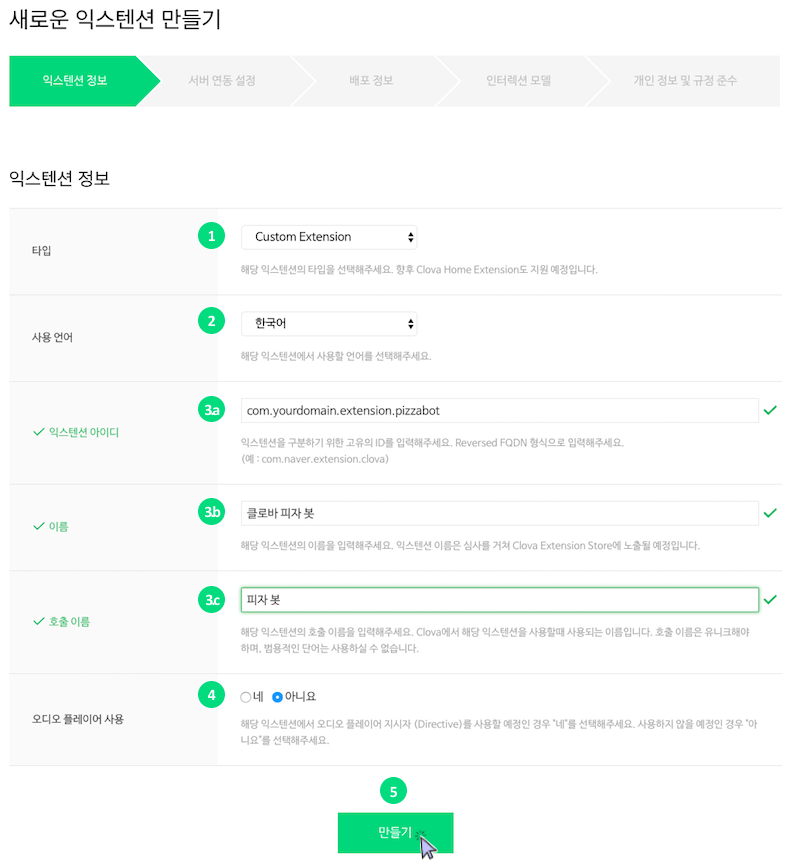 새로운 익스텐션 만들기
익스텐션 정보
서버 연동 설정
배포 정보
인터렉션 모델
개인 정보 및 규정 준수
익스텐션 정보
타입
1
Custom Extension
해당 익스텐션의 타입을 선택해주세요. 향후 Clova Home Extension도 지원 예정입니다.
사용 언어
2
한국어
해당 익스텐션에서 사용할 언어를 선택해주세요.
익스텐션 아이디
3.a
com.yourdomain.extension.pizzabot
익스텐션을 구분하기 위한 고유의 ID를 입력해주세요. Reversed FQDN 형식으로 입력해주세요.
(예 : com.naver.extension.clova)
이름
3.b
클로바 피자 봇
해당 익스텐션의 이름을 입력해주세요. 익스텐션 이름은 심사를 거쳐 Clova Extension Store에 노출될 예정입니다.
호출 이름
3.c
피자 봇
해당 익스텐션의 호출 이름을 입력해주세요. Clova에서 해당 익스텐션을 사용할때 사용되는 이름입니다. 호출 이름은 유니크해야
하며, 범용적인 단어는 사용하실 수 없습니다.
오디오 플레이어 사용
4
네 아니요
해당 익스텐션에서 오디오 플레이어 지시자 (Directive)를 사용할 예정인 경우 "네"를 선택해주세요. 사용하지 않을 예정인 경우 "아
니요"를 선택해주세요.
5
만들기